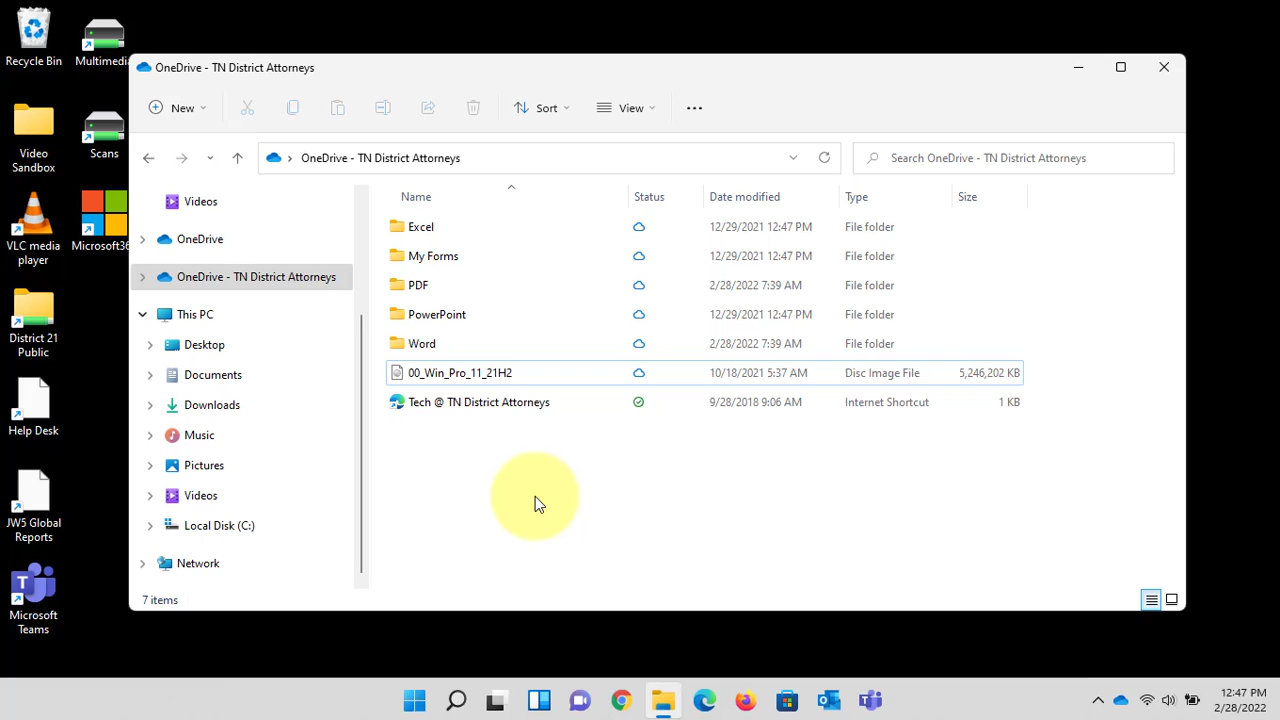 Recycle Bin
Multimedia
Video
Sandbox
Scans
VLC media
player
Microsoft36
District 21
Public
Help Desk
JW5 Global
Reports
Microsoft
Teams
OneDrive - TN District Attorneys
New
Sort
View
OneDrive - TN District Attorneys
Search OneDrive - TN District Attorneys
Videos
OneDrive
OneDrive - TN District Attorneys
This PC
Desktop
Documents
Downloads
Music
Pictures
Videos
Local Disk (C:)
Network
Name Status Date modified Type Size
Excel 12/29/2021 12:47 PM File folder
My Forms 12/29/2021 12:47 PM File folder
PDF 2/28/2022 7:39 AM File folder
PowerPoint 12/29/2021 12:47 PM File folder
Word 2/28/2022 7:39 AM File folder
00_Win_Pro_11_21H2 10/18/2021 5:37 AM Disc Image File 5,246,202 KB
Tech @ TN District Attorneys 9/28/2018 9:06 AM Internet Shortcut 1 KB
7 items
12:47 PM
2/28/2022